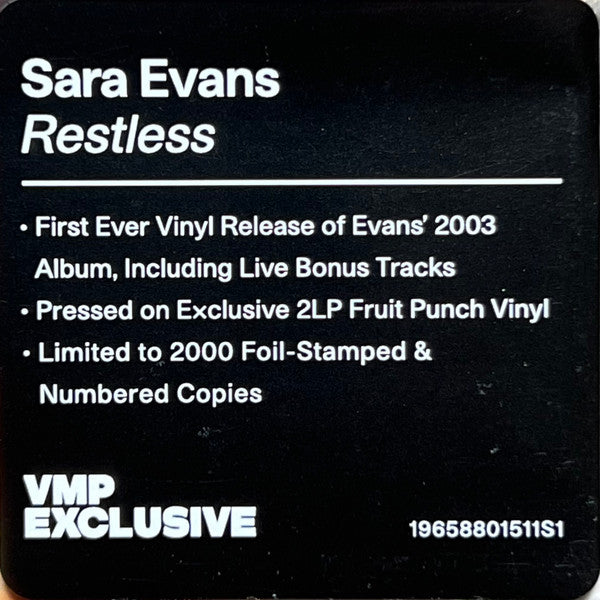 Sara Evans
Restless
• First Ever Vinyl Release of Evans’ 2003
Album, Including Live Bonus Tracks
• Pressed on Exclusive 2LP Fruit Punch Vinyl
• Limited to 2000 Foil-Stamped &
Numbered Copies
VMP
EXCLUSIVE
19658801511S1